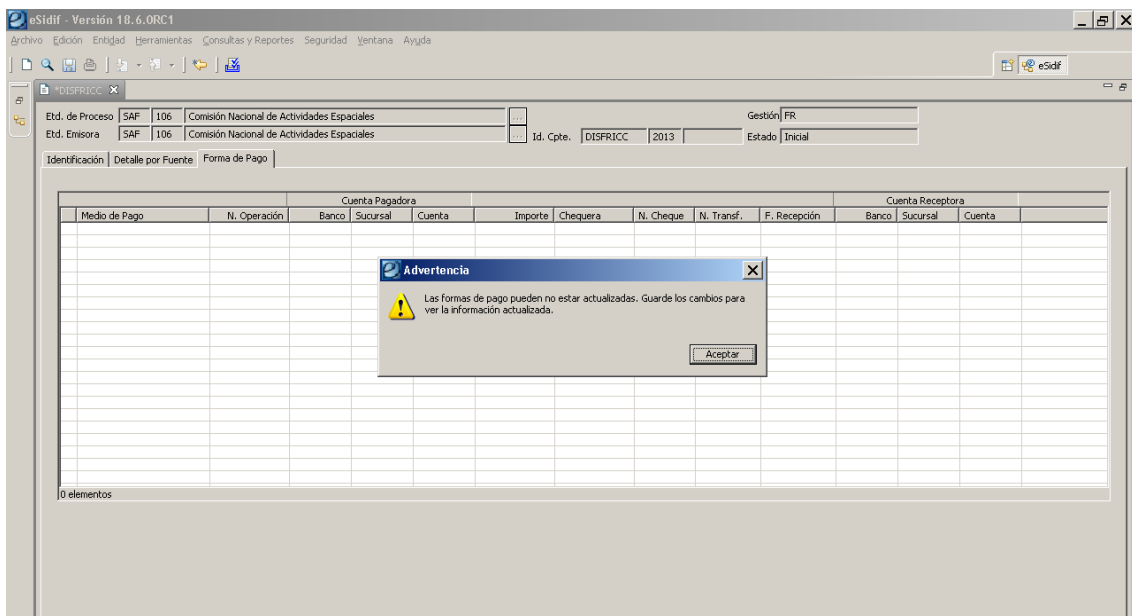 eSidif - Versión 18.6.0RC1
Archivo Edición Entidad Herramientas Consultas y Reportes Seguridad Ventana Ayuda
eSidif
*DISFRICC
Etd. de Proceso SAF 106 Comisión Nacional de Actividades Espaciales ... Gestión FR
Etd. Emisora SAF 106 Comisión Nacional de Actividades Espaciales ... Id. Cpte. DISFRICC 2013 Estado Inicial
Identificación Detalle por Fuente Forma de Pago
Cuenta Pagadora Cuenta Receptora
Medio de Pago N. Operación Banco Sucursal Cuenta Importe Chequera N. Cheque N. Transf. F. Recepción Banco Sucursal Cuenta
Advertencia
Las formas de pago pueden no estar actualizadas. Guarde los cambios para
ver la información actualizada.
Aceptar
0 elementos